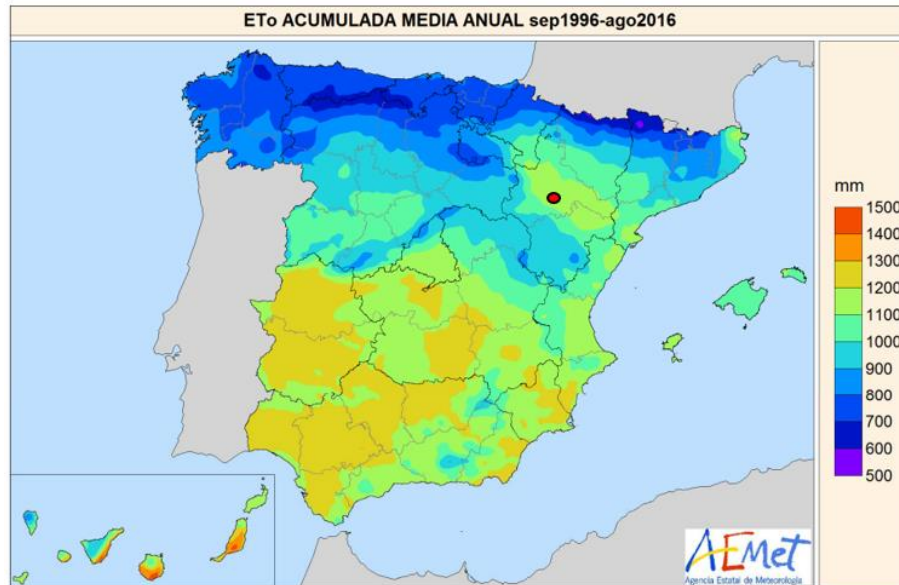 ETo ACUMULADA MEDIA ANUAL sep1996-ago2016
mm
1500
1400
1300
1200
1100
1000
900
800
700
600
500
AEMet
Agencia Estatal de Meteorología